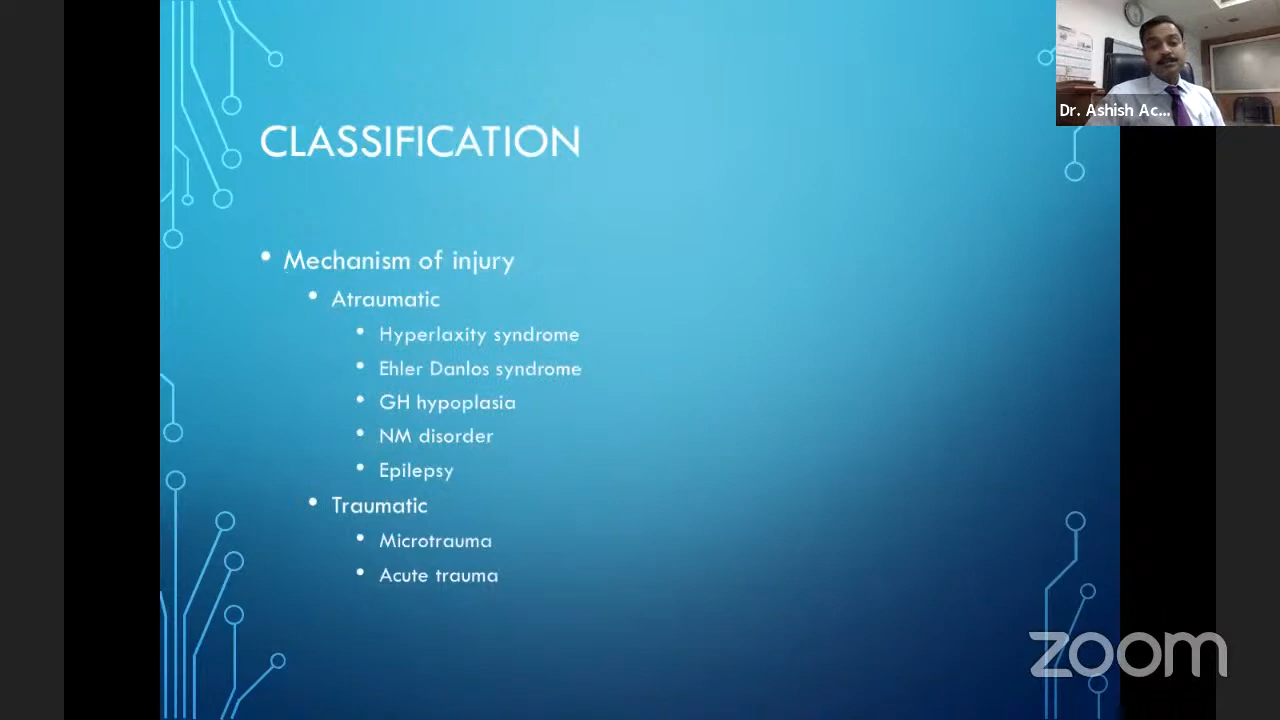 Dr. Ashish Ac...
CLASSIFICATION
• Mechanism of injury
• Atraumatic
• Hyperlaxity syndrome
• Ehler Danlos syndrome
• GH hypoplasia
• NM disorder
• Epilepsy
• Traumatic
• Microtrauma
• Acute trauma
zoom